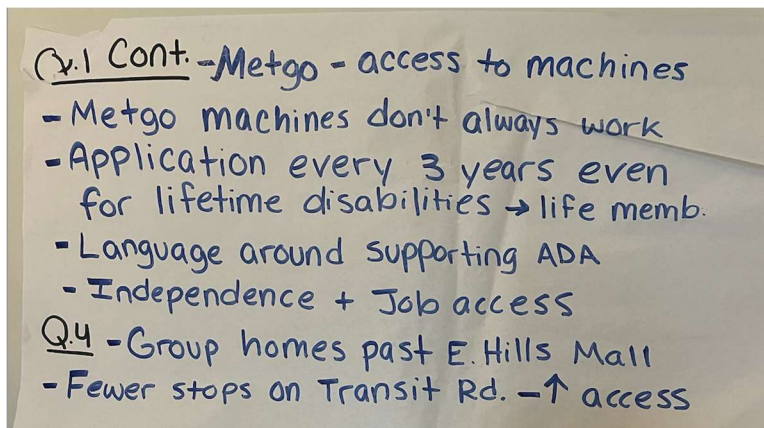 Q.1 Cont. - Metgo - access to machines
- Metgo machines don't always work
- Application every 3 years even
for lifetime disabilities → life memb.
- Language around supporting ADA
- Independence + Job access
Q.4 - Group homes past E. Hills Mall
- Fewer stops on Transit Rd. - ↑ access